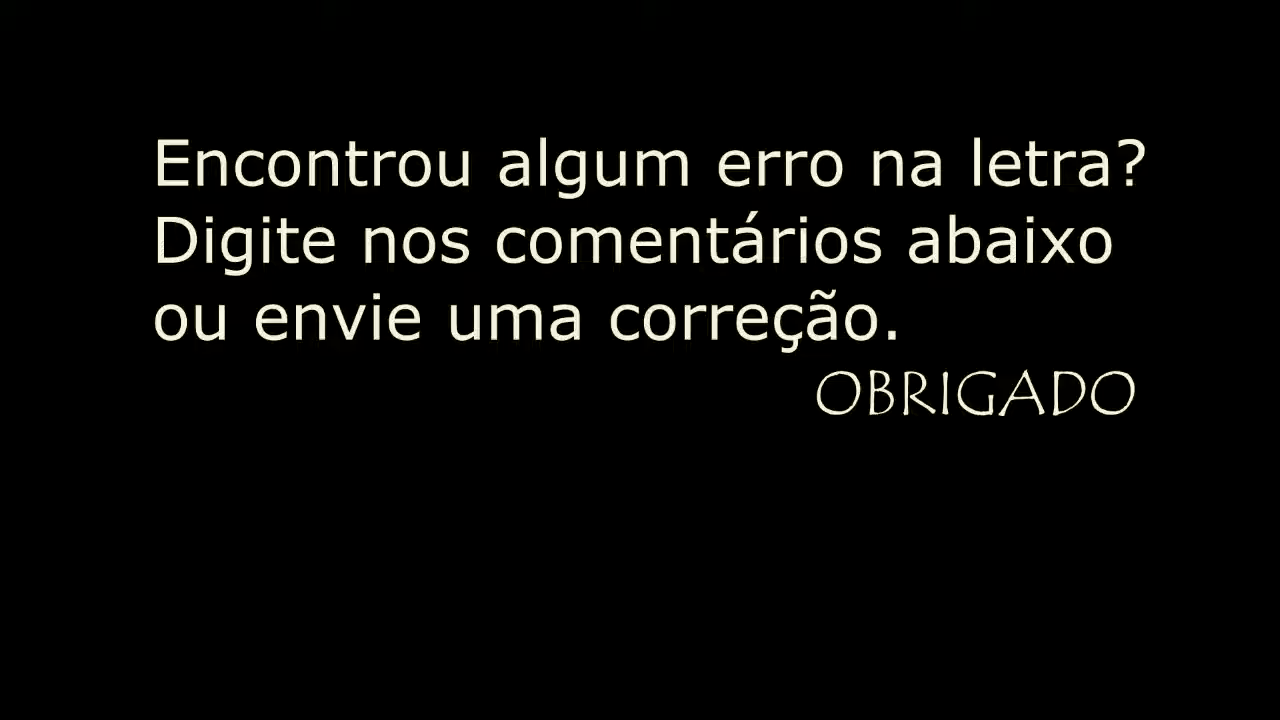 Encontrou algum erro na letra?
Digite nos comentários abaixo
ou envie uma correção.
OBRIGADO